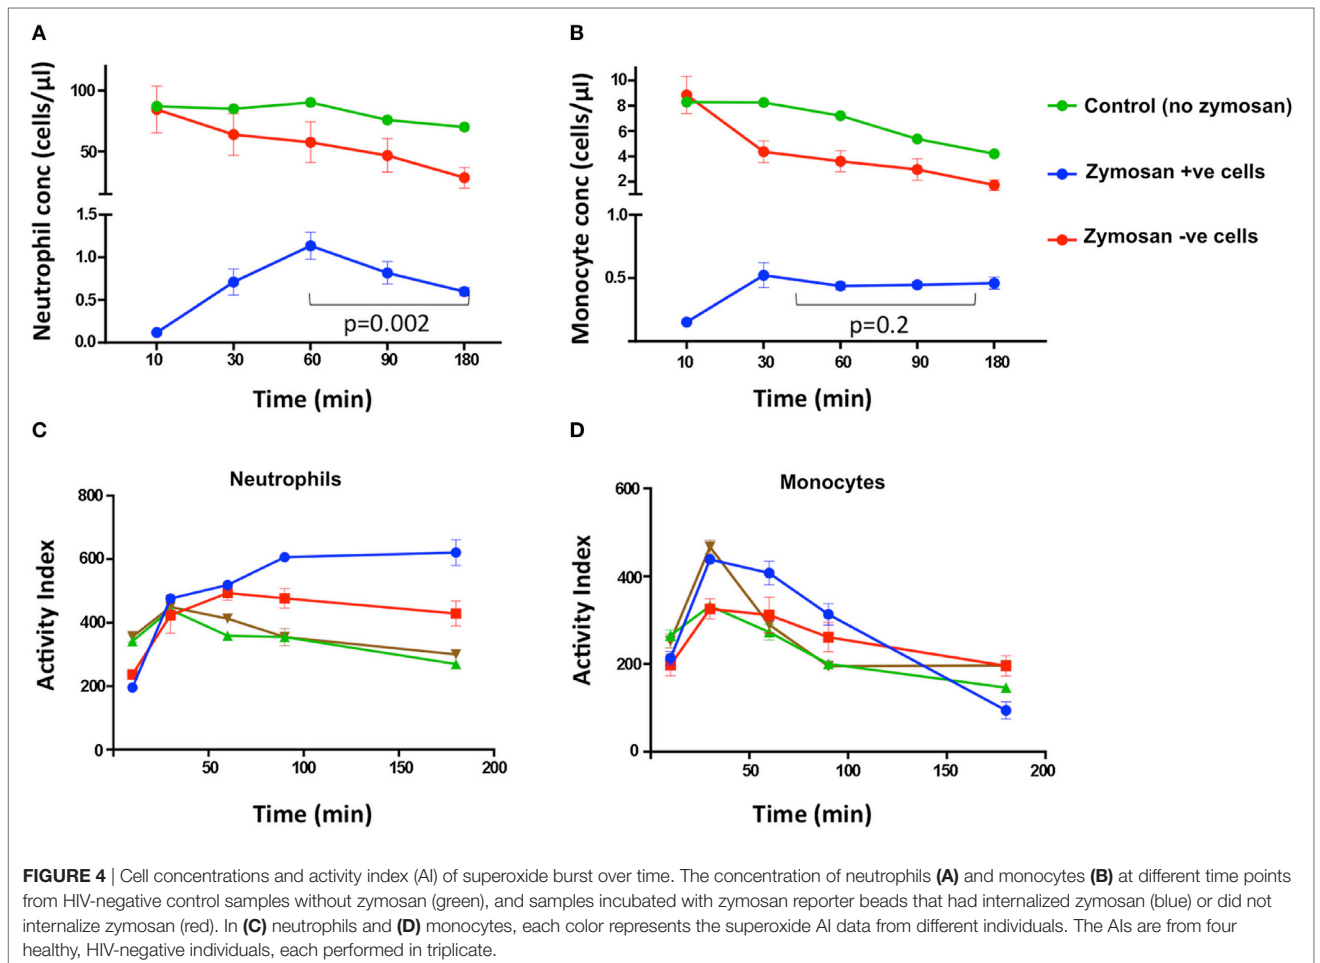 A
B
Neutrophil conc (cells/µl)
100
50
1.5
1.0
0.5
0.0
p=0.002
10 30 60 90 180
Time (min)
Monocyte conc (cells/µl)
10
8
6
4
2
1.0
0.5
p=0.2
10 30 60 90 180
Time (min)
Control (no zymosan)
Zymosan +ve cells
Zymosan -ve cells
C
D
Neutrophils
Activity Index
800
600
400
200
0
50 100 150 200
Time (min)
Monocytes
Activity Index
600
400
200
0
50 100 150 200
Time (min)
FIGURE 4 | Cell concentrations and activity index (AI) of superoxide burst over time. The concentration of neutrophils (A) and monocytes (B) at different time points
from HIV-negative control samples without zymosan (green), and samples incubated with zymosan reporter beads that had internalized zymosan (blue) or did not
internalize zymosan (red). In (C) neutrophils and (D) monocytes, each color represents the superoxide AI data from different individuals. The AIs are from four
healthy, HIV-negative individuals, each performed in triplicate.